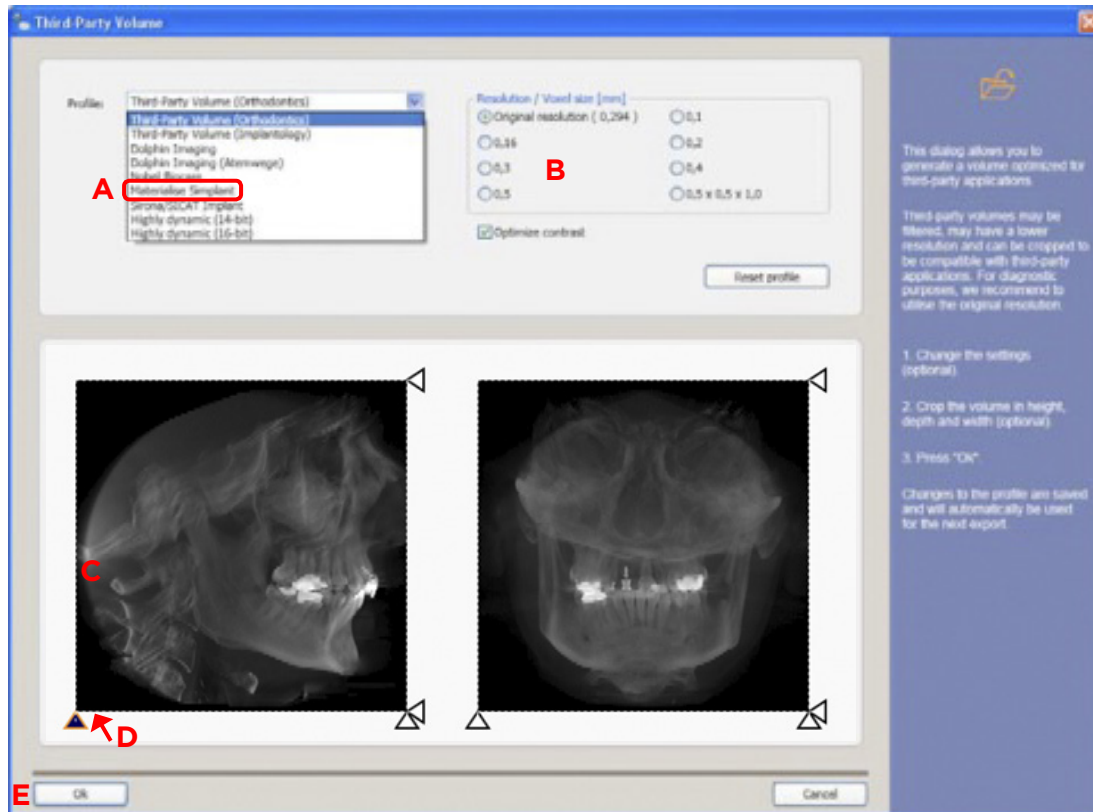 Third-Party Volume
Profile:
Third-Party Volume (Orthodontics)
Third-Party Volume (Orthodontics)
Third-Party Volume (Implantology)
Dolphin Imaging
Dolphin Imaging (Atemwege)
Nobel Biocare
A
Materialise Simplant
Sirona/SICAT Implant
Highly dynamic (14-bit)
Highly dynamic (16-bit)
Resolution / Voxel size [mm]
Original resolution ( 0,294 )
0,1
0,16
0,2
0,3
B
0,4
0,5
0,5 x 0,5 x 1,0
Optimize contrast
Reset profile
This dialog allows you to
generate a volume optimized for
third-party applications.
Third-party volumes may be
filtered, may have a lower
resolution and can be cropped to
be compatible with third-party
applications. For diagnostic
purposes, we recommend to
utilise the original resolution.
1. Change the settings
(optional).
2. Crop the volume in height,
depth and width (optional).
3. Press "Ok"
Changes to the profile are saved
and will automatically be used
for the next export.
C
D
E
Ok
Cancel